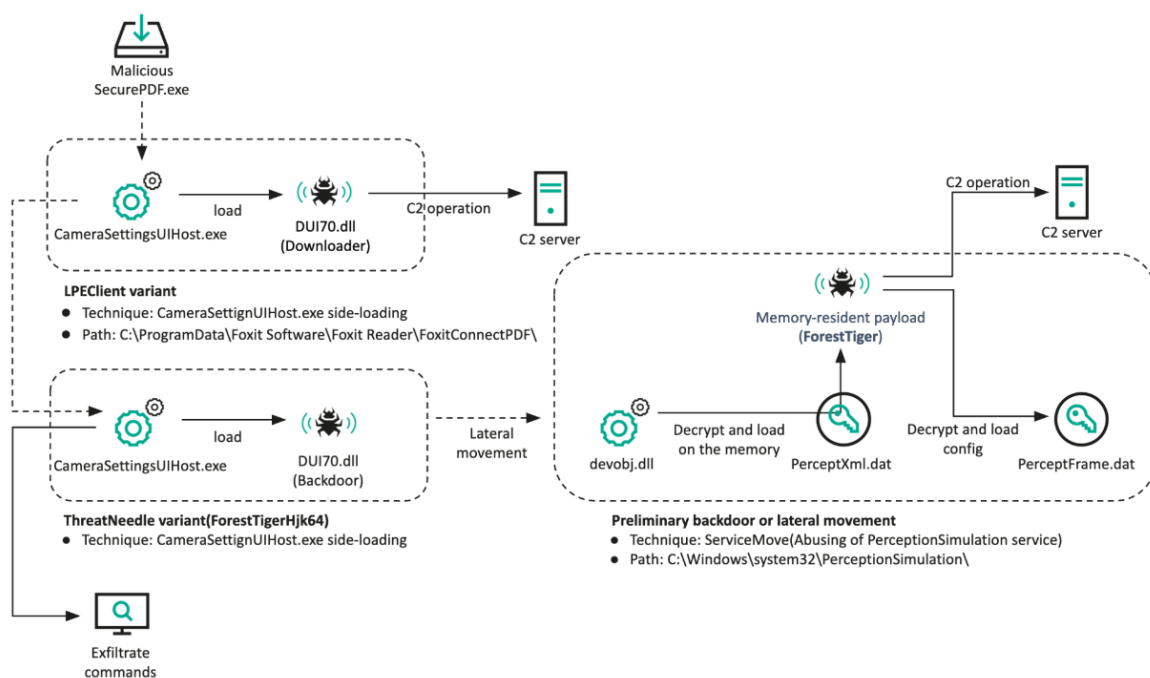 Malicious
SecurePDF.exe
CameraSettingsUIHost.exe
load
DUI70.dll
(Downloader)
C2 operation
C2 server
LPEClient variant
● Technique: CameraSettignUIHost.exe side-loading
● Path: C:\ProgramData\Foxit Software\Foxit Reader\FoxitConnectPDF\
CameraSettingsUIHost.exe
load
DUI70.dll
(Backdoor)
Lateral
movement
ThreatNeedle variant(ForestTigerHjk64)
● Technique: CameraSettignUIHost.exe side-loading
Exfiltrate
commands
C2 operation
C2 server
Memory-resident payload
(ForestTiger)
devobj.dll
Decrypt and load
on the memory
PerceptXml.dat
Decrypt and load
config
PerceptFrame.dat
Preliminary backdoor or lateral movement
● Technique: ServiceMove(Abusing of PerceptionSimulation service)
● Path: C:\Windows\system32\PerceptionSimulation\